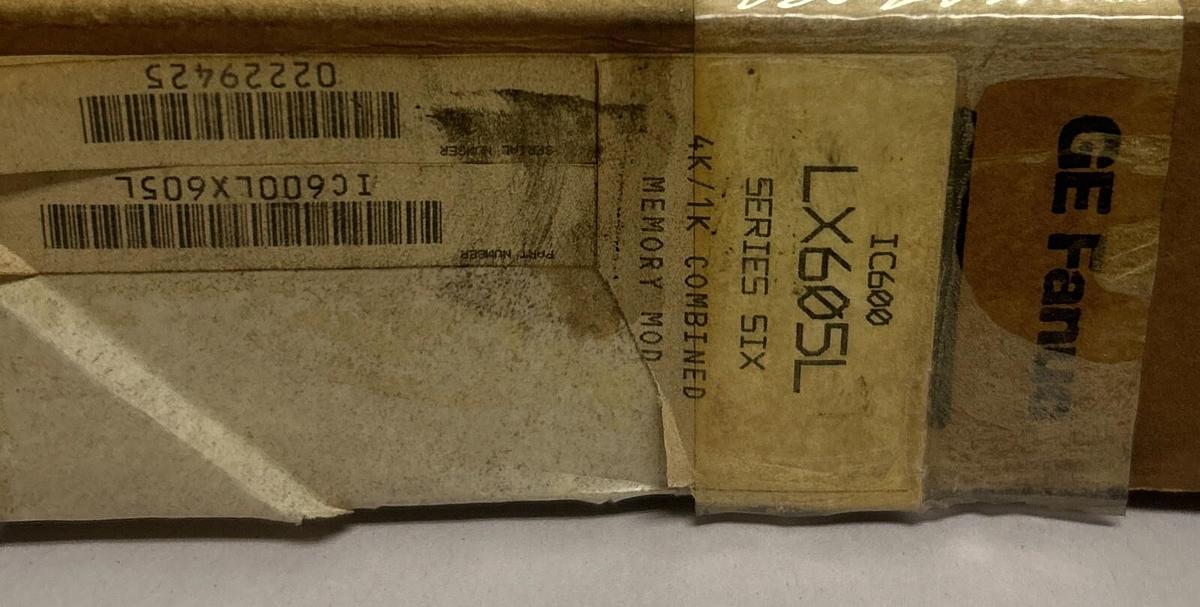 GE Fanuc
IC600
LX605L
SERIES SIX
4K/1K COMBINED
MEMORY MOD
PART NUMBER
IC600LX605L
SERIAL NUMBER
02229425